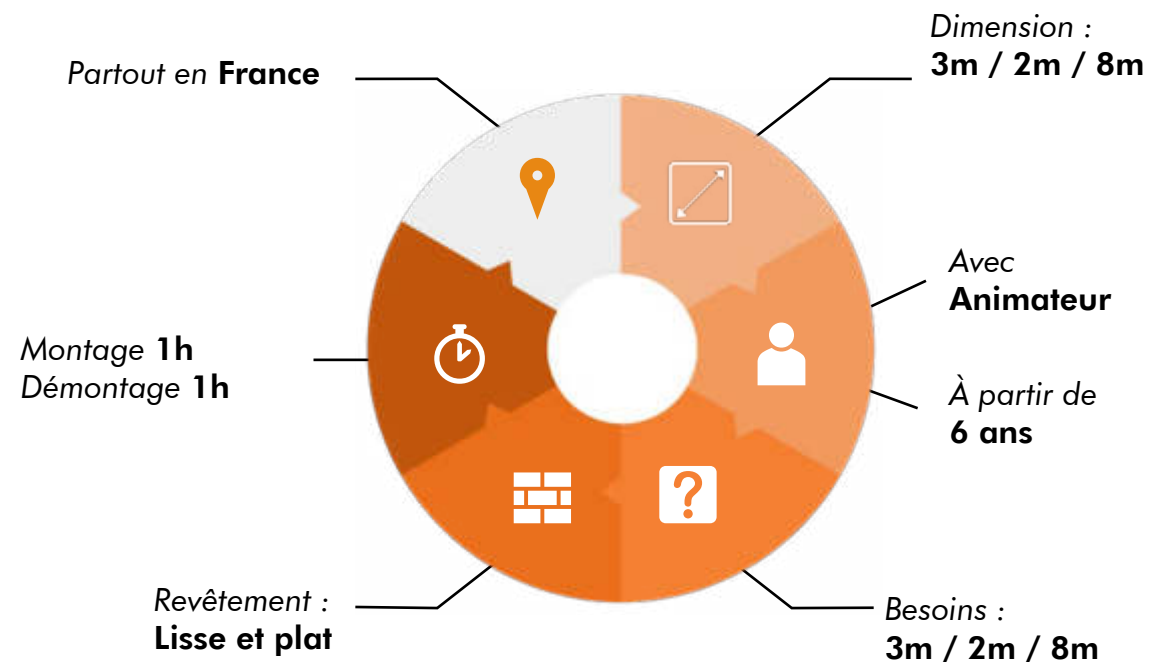 Partout en France
Dimension :
3m / 2m / 8m
Avec
Animateur
À partir de
6 ans
Montage 1h
Démontage 1h
Revêtement :
Lisse et plat
Besoins :
3m / 2m / 8m